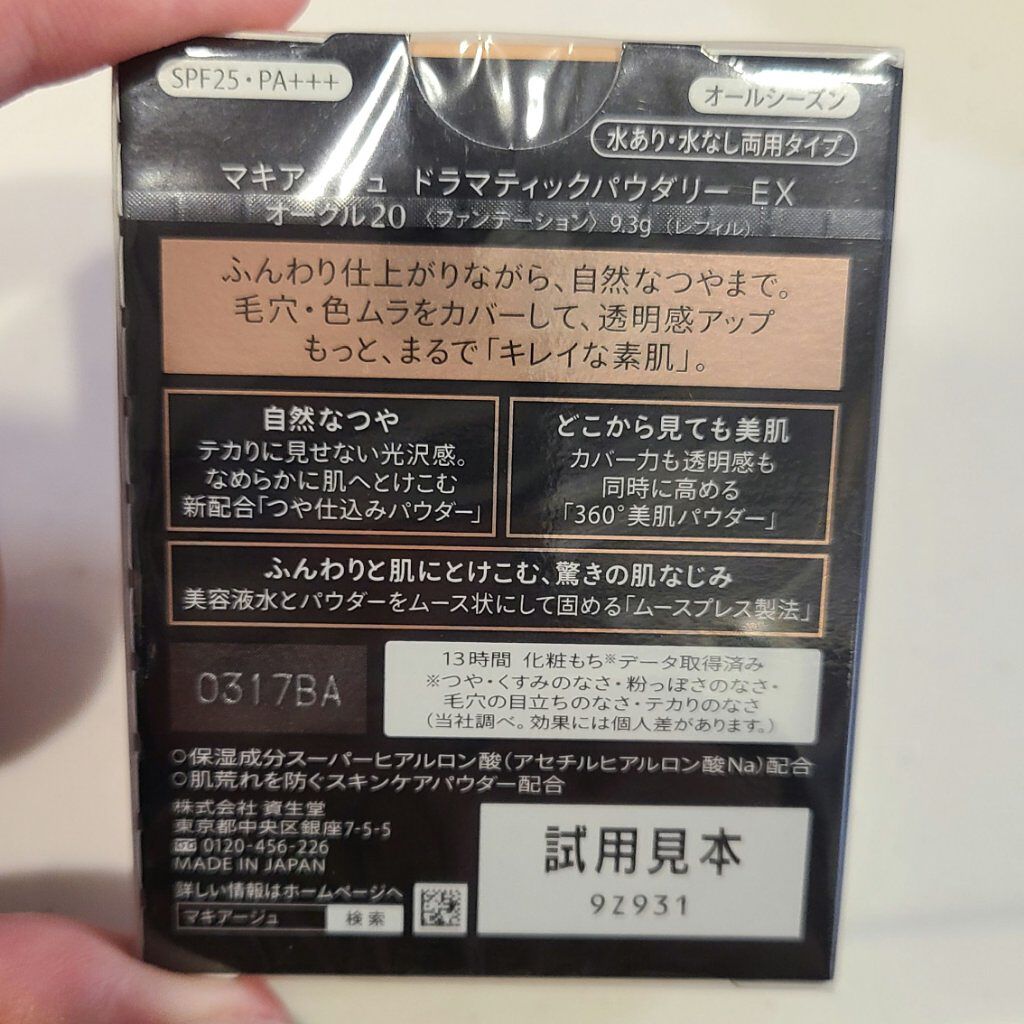 SPF25・PA+++
オールシーズン
水あり・水なし両用タイプ
マキアージュ ドラマティックパウダリー EX
オークル20 〈ファンデーション〉 9.3g （レフィル）
ふんわり仕上がりながら、自然なつやまで。
毛穴・色ムラをカバーして、透明感アップ
もっと、まるで「キレイな素肌」。
自然なつや
テカりに見せない光沢感。
なめらかに肌へとけこむ
新配合「つや仕込みパウダー」
どこから見ても美肌
カバー力も透明感も
同時に高める
「360°美肌パウダー」
ふんわりと肌にとけこむ、驚きの肌なじみ
美容液水とパウダーをムース状にして固める「ムースプレス製法」
0317BA
13時間 化粧もち※データ取得済み
※つや・くすみのなさ・粉っぽさのなさ・
毛穴の目立ちのなさ・テカりのなさ
（当社調べ。効果には個人差があります。）
○保湿成分スーパーヒアルロン酸（アセチルヒアルロン酸Na）配合
○肌荒れを防ぐスキンケアパウダー配合
株式会社 資生堂
東京都中央区銀座7-5-5
0120-456-226
MADE IN JAPAN
詳しい情報はホームページへ
マキアージュ 検索
試用見本
9Z931